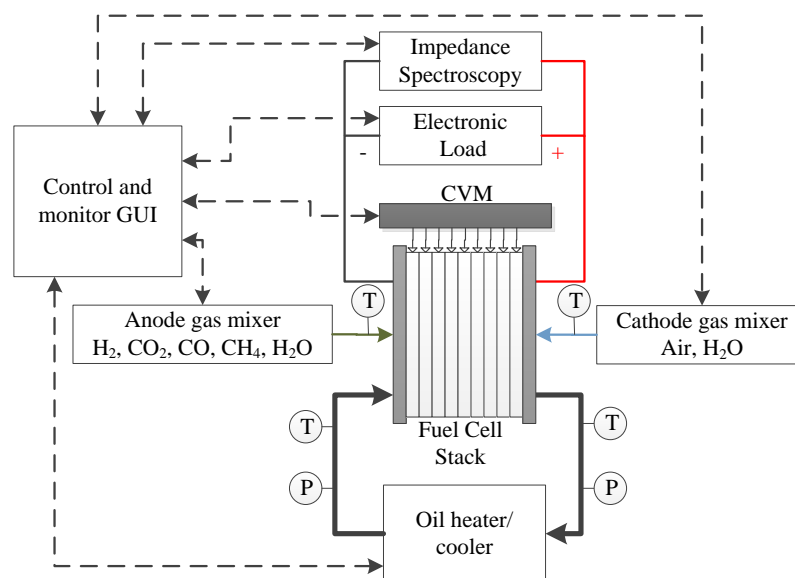 Impedance
Spectroscopy
Electronic
Load
-
+
Control and
monitor GUI
CVM
T
T
Anode gas mixer
H₂, CO₂, CO, CH₄, H₂O
Cathode gas mixer
Air, H₂O
T
T
Fuel Cell
Stack
P
P
Oil heater/
cooler